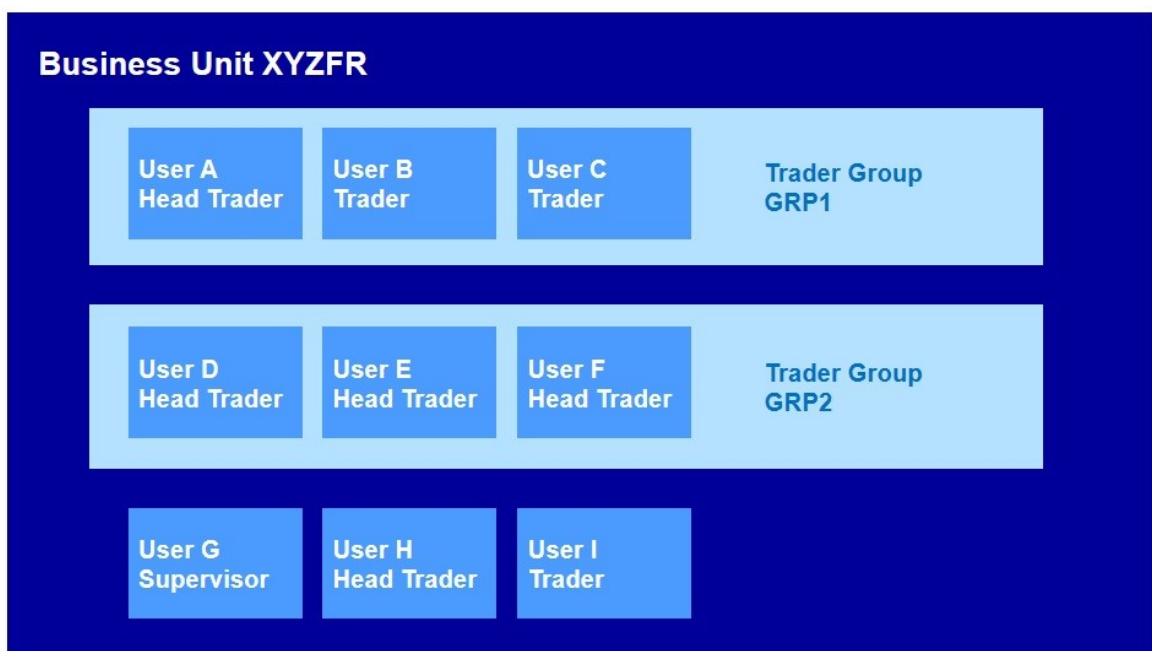 Business Unit XYZFR
User A
Head Trader
User B
Trader
User C
Trader
Trader Group
GRP1
User D
Head Trader
User E
Head Trader
User F
Head Trader
Trader Group
GRP2
User G
Supervisor
User H
Head Trader
User I
Trader